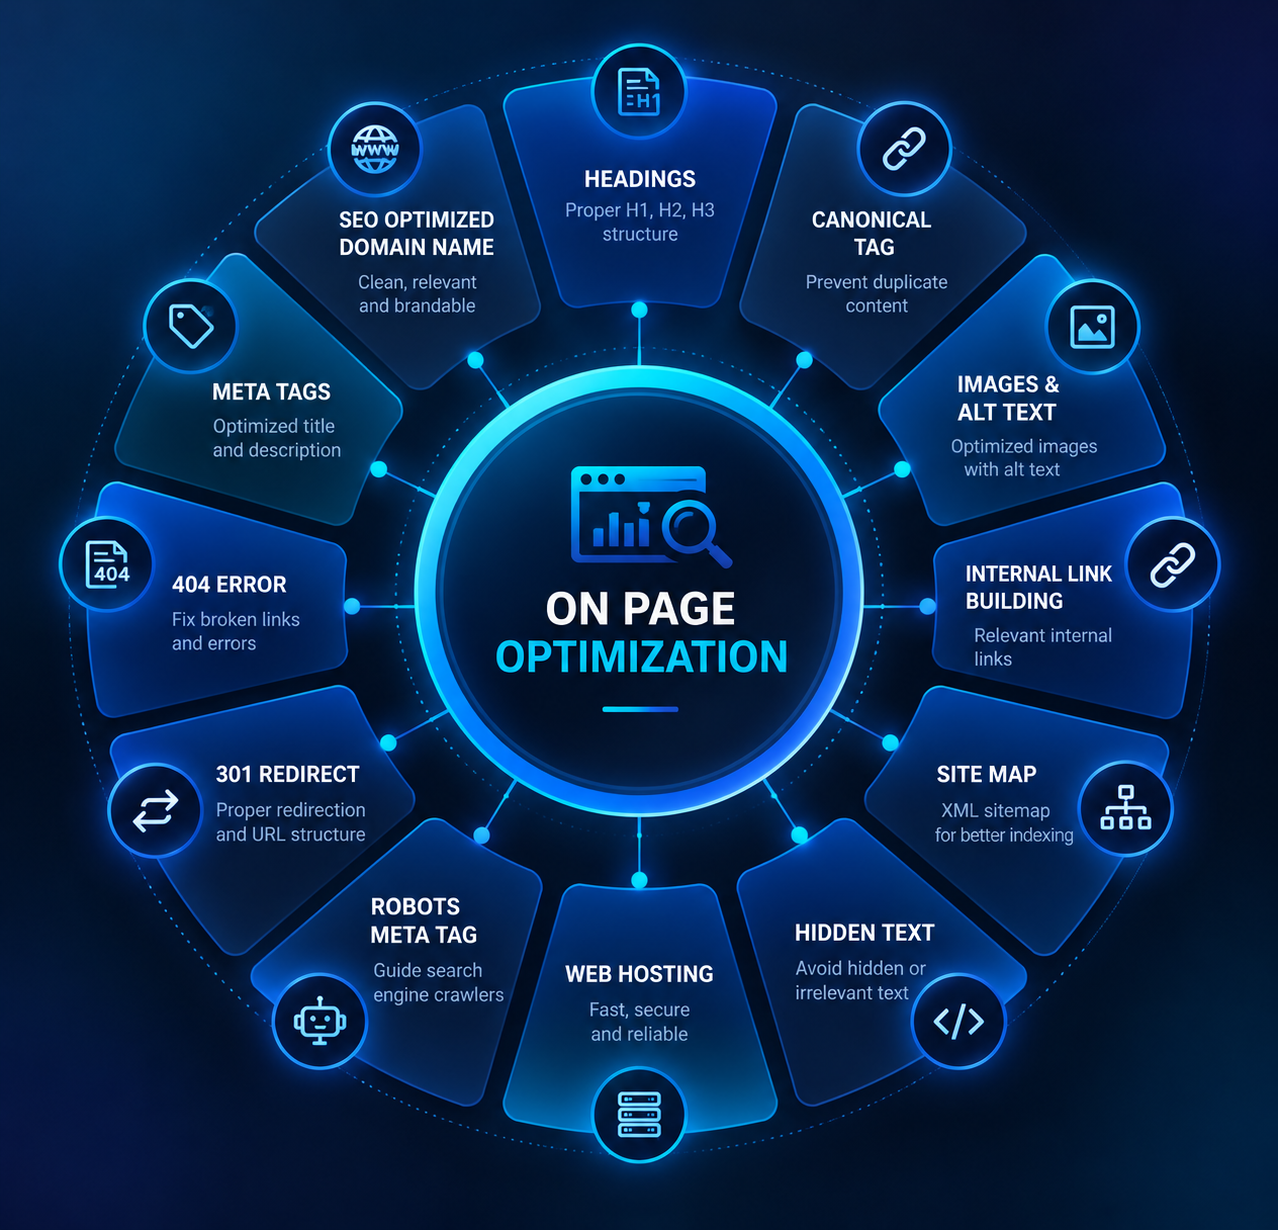 H1
HEADINGS
Proper H1, H2, H3
structure
CANONICAL
TAG
Prevent duplicate
content
IMAGES &
ALT TEXT
Optimized images
with alt text
INTERNAL LINK
BUILDING
Relevant internal
links
SITE MAP
XML sitemap
for better indexing
HIDDEN TEXT
Avoid hidden or
irrelevant text
</>
WEB HOSTING
Fast, secure
and reliable
ROBOTS
META TAG
Guide search
engine crawlers
301 REDIRECT
Proper redirection
and URL structure
404
404 ERROR
Fix broken links
and errors
META TAGS
Optimized title
and description
WWW
SEO OPTIMIZED
DOMAIN NAME
Clean, relevant
and brandable
ON PAGE
OPTIMIZATION